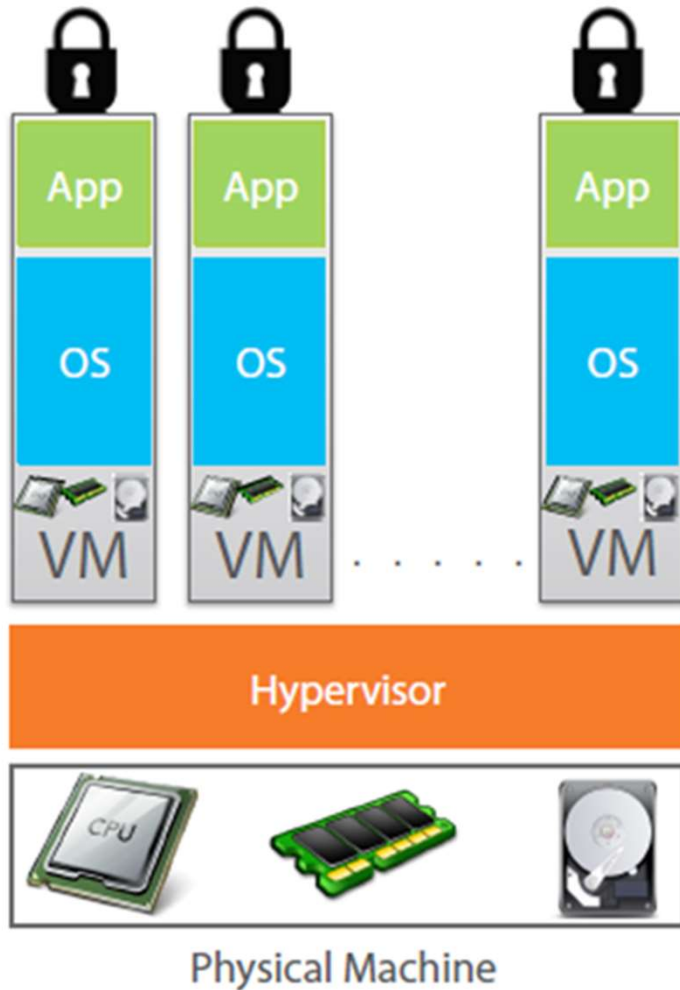 App App App
OS OS OS
VM VM . . . . . VM
Hypervisor
CPU
Physical Machine